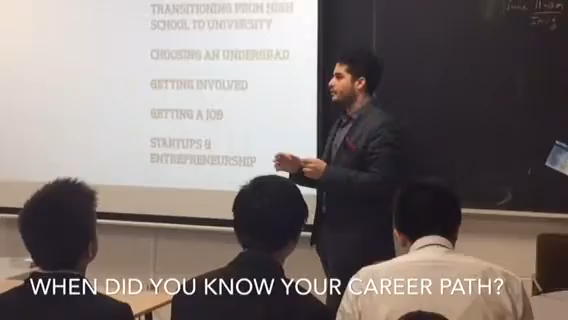 TRANSITIONING FROM HIGH
SCHOOL TO UNIVERSITY
CHOOSING AN UNDERGRAD
GETTING INVOLVED
GETTING A JOB
STARTUPS &
ENTREPRENEURSHIP
WHEN DID YOU KNOW YOUR CAREER PATH?